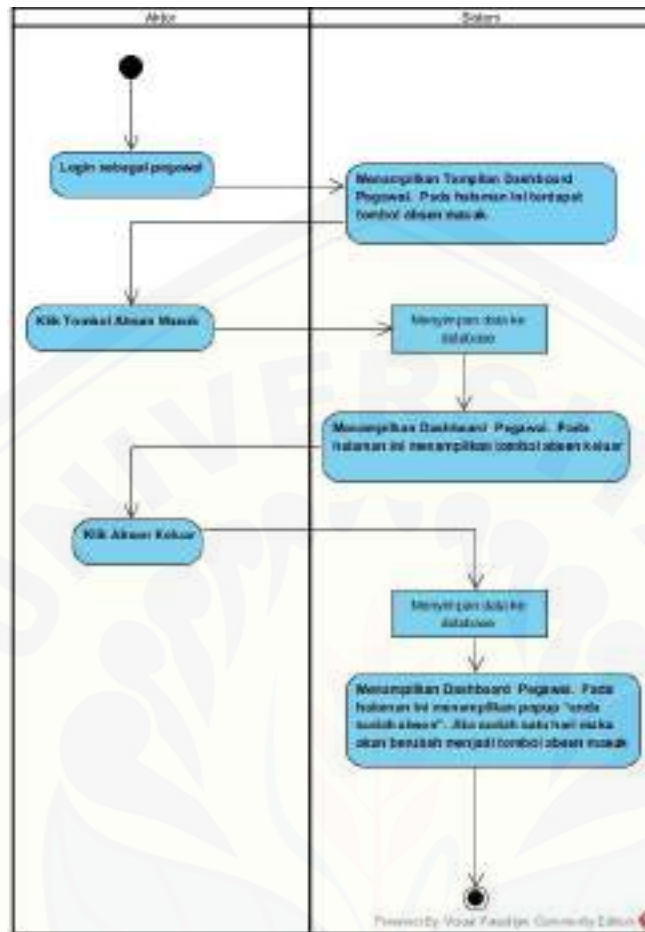 Aktor
Sistem
Login sebagai pegawai
Menampilkan Tampilan Dashboard
Pegawai. Pada halaman ini terdapat
tombol absen masuk
Klik Tombol Absen Masuk
Menyimpan data ke
database
Menampilkan Dashboard Pegawai. Pada
halaman ini menampilkan tombol absen keluar
Klik Absen Keluar
Menyimpan data ke
database
Menampilkan Dashboard Pegawai. Pada
halaman ini menampilkan popup "anda
sudah absen". Jika sudah satu hari maka
akan berubah menjadi tombol absen masuk
Powered By Visual Paradigm Community Edition
UNIVERSIT